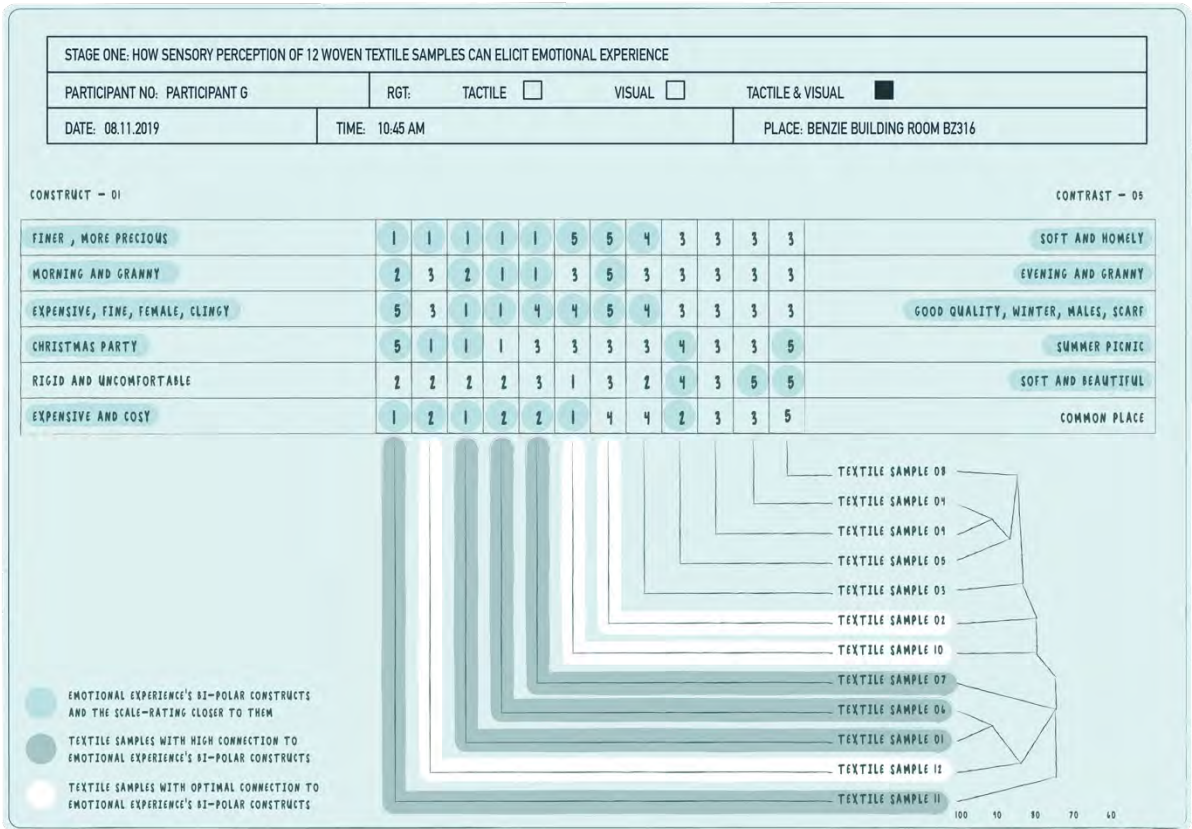 STAGE ONE: HOW SENSORY PERCEPTION OF 12 WOVEN TEXTILE SAMPLES CAN ELICIT EMOTIONAL EXPERIENCE
PARTICIPANT NO: PARTICIPANT G RGT: TACTILE VISUAL TACTILE & VISUAL
DATE: 08.11.2019 TIME: 10:45 AM PLACE: BENZIE BUILDING ROOM BZ316
CONSTRUCT - 01 CONTRAST - 05
FINER, MORE PRECIOUS 1 1 1 1 1 5 5 4 3 3 3 3 SOFT AND HOMELY
MORNING AND GRANNY 2 3 2 1 1 3 5 3 3 3 3 3 EVENING AND GRANNY
EXPENSIVE, FINE, FEMALE, CLINGY 5 3 1 1 4 4 5 4 3 3 3 3 GOOD QUALITY, WINTER, MALES, SCARF
CHRISTMAS PARTY 5 1 1 1 3 3 3 3 4 3 3 5 SUMMER PICNIC
RIGID AND UNCOMFORTABLE 2 2 2 2 3 1 3 2 4 3 5 5 SOFT AND BEAUTIFUL
EXPENSIVE AND COSY 1 2 1 2 2 1 4 4 2 3 3 5 COMMON PLACE
TEXTILE SAMPLE 08
TEXTILE SAMPLE 04
TEXTILE SAMPLE 09
TEXTILE SAMPLE 05
TEXTILE SAMPLE 03
TEXTILE SAMPLE 02
TEXTILE SAMPLE 10
TEXTILE SAMPLE 07
TEXTILE SAMPLE 06
TEXTILE SAMPLE 01
TEXTILE SAMPLE 12
TEXTILE SAMPLE 11
100 90 80 70 60
EMOTIONAL EXPERIENCE'S BI-POLAR CONSTRUCTS
AND THE SCALE-RATING CLOSER TO THEM
TEXTILE SAMPLES WITH HIGH CONNECTION TO
EMOTIONAL EXPERIENCE'S BI-POLAR CONSTRUCTS
TEXTILE SAMPLES WITH OPTIMAL CONNECTION TO
EMOTIONAL EXPERIENCE'S BI-POLAR CONSTRUCTS